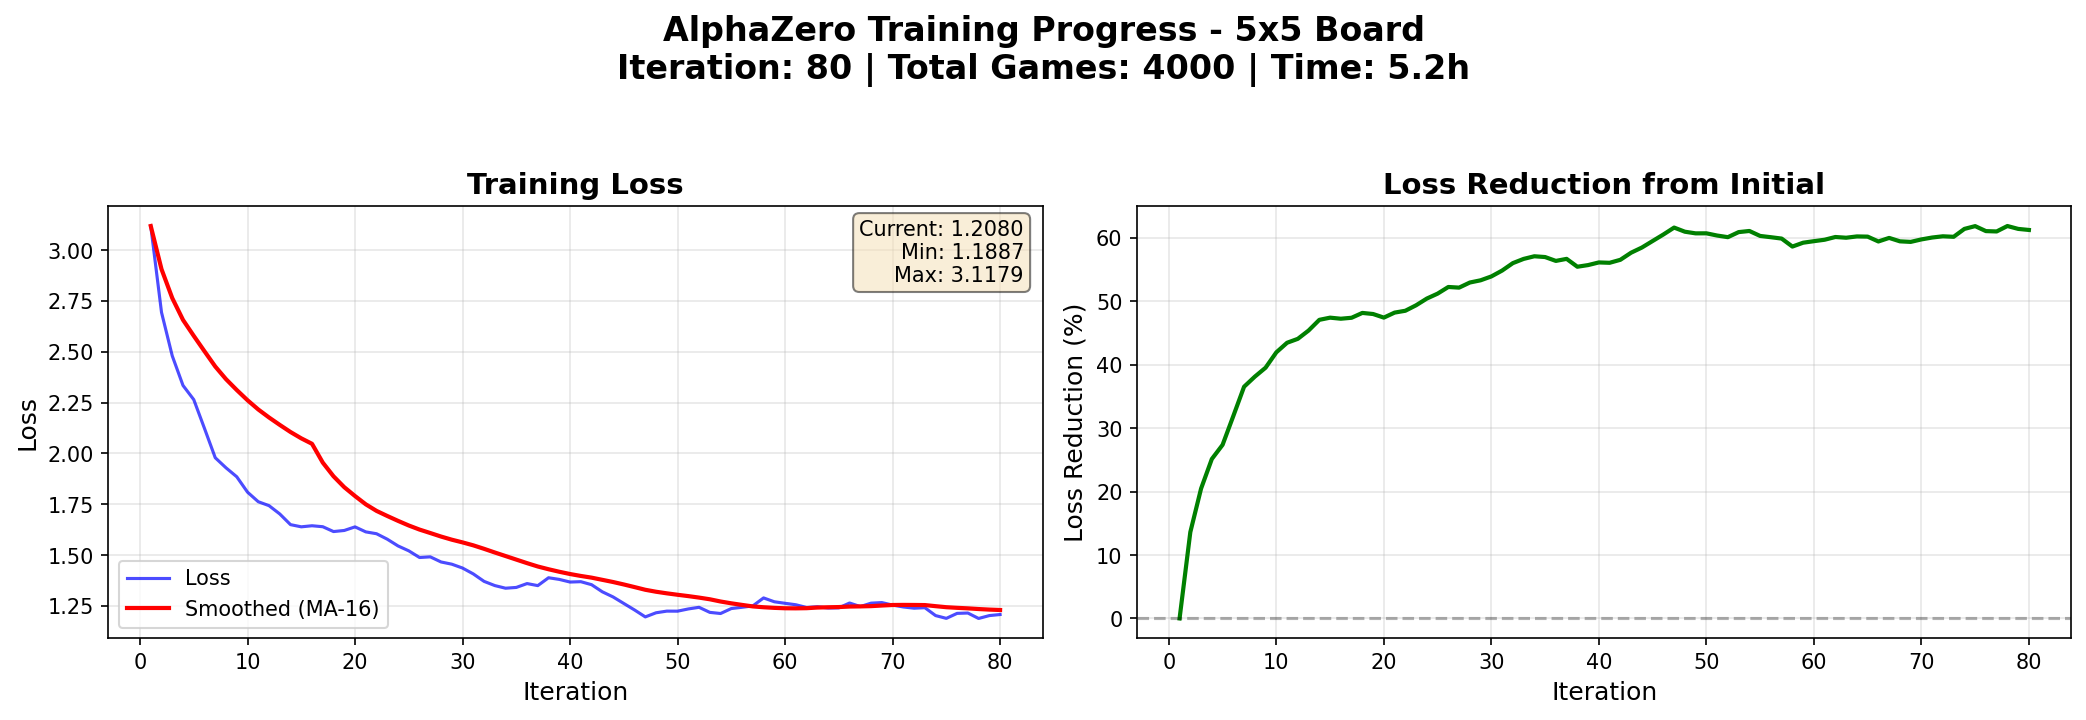 AlphaZero Training Progress - 5x5 Board
Iteration: 80 | Total Games: 4000 | Time: 5.2h
Training Loss
Loss
3.00
2.75
2.50
2.25
2.00
1.75
1.50
1.25
Current: 1.2080
Min: 1.1887
Max: 3.1179
Loss
Smoothed (MA-16)
0 10 20 30 40 50 60 70 80
Iteration
Loss Reduction from Initial
Loss Reduction (%)
60
50
40
30
20
10
0
0 10 20 30 40 50 60 70 80
Iteration